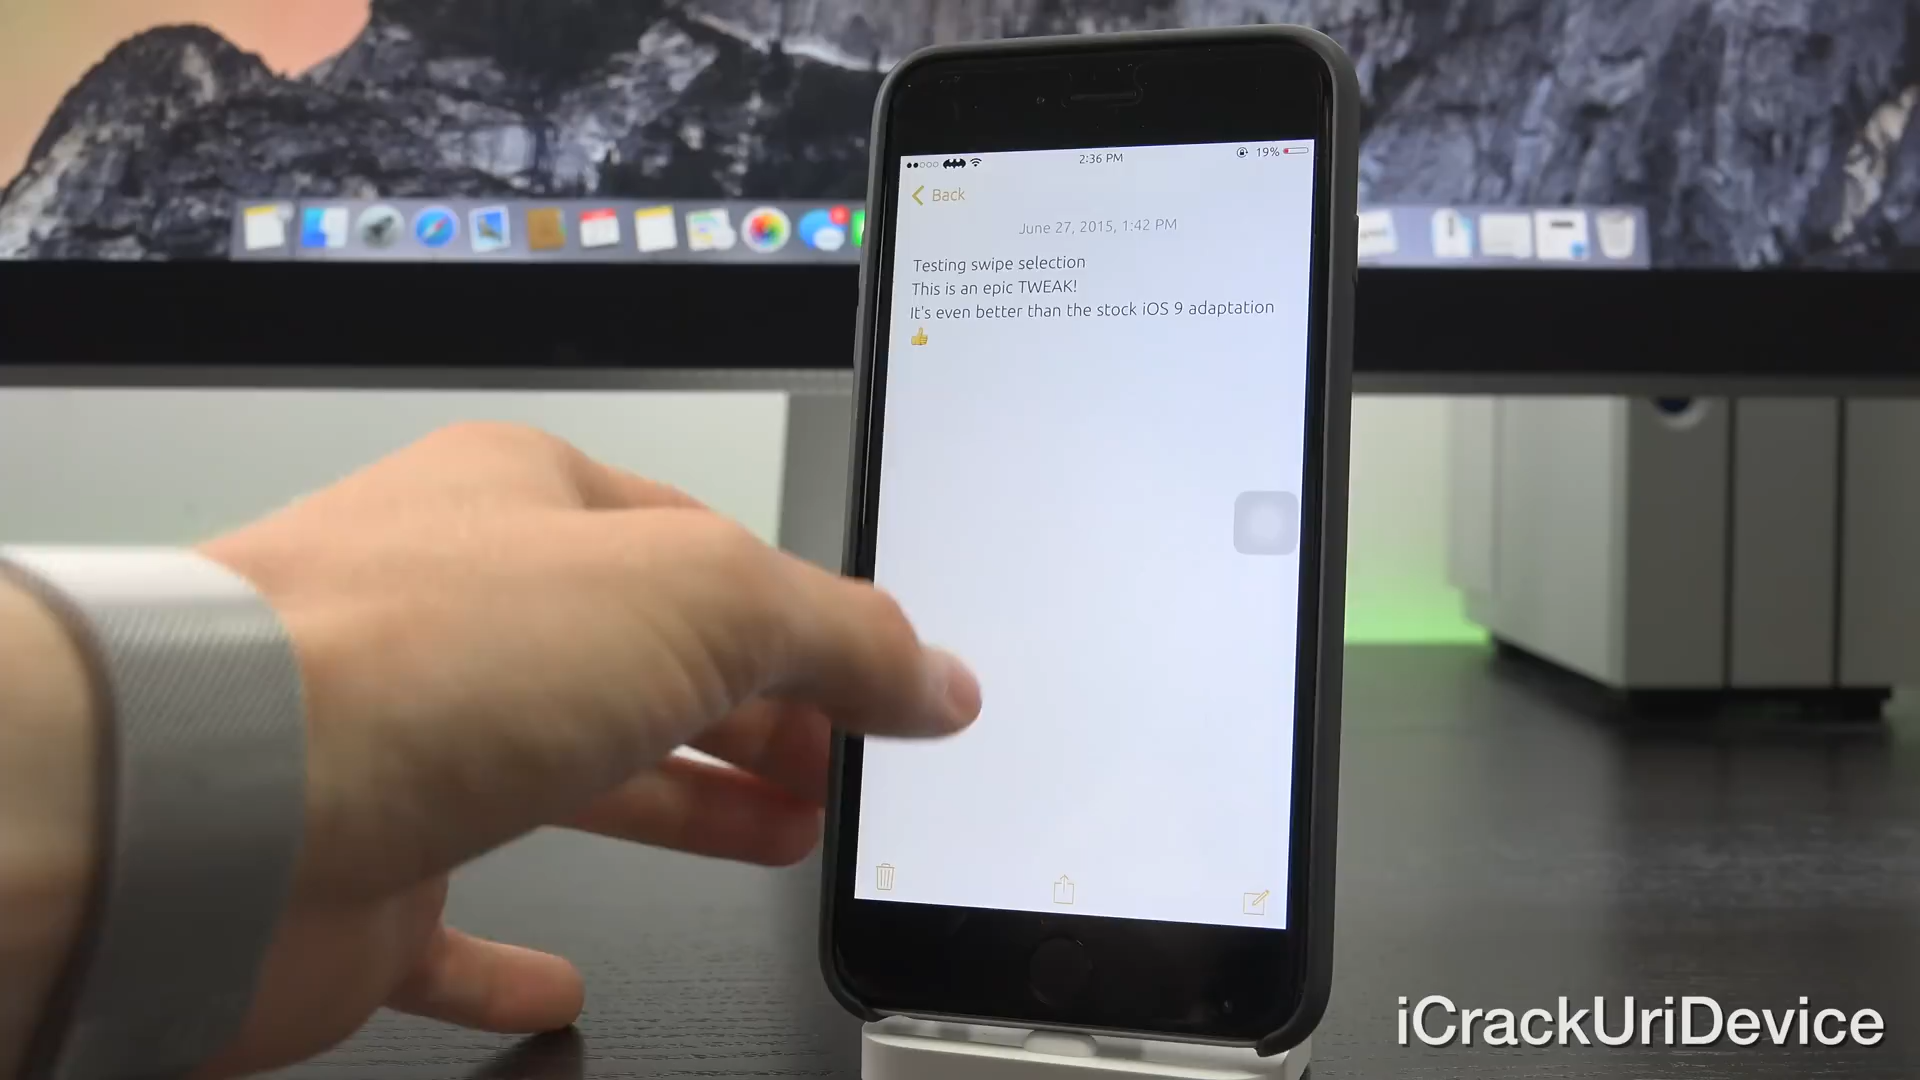 2:36 PM
19%
Back
June 27, 2015, 1:42 PM
Testing swipe selection
This is an epic TWEAK!
It's even better than the stock iOS 9 adaptation
👍
iCrackUriDevice